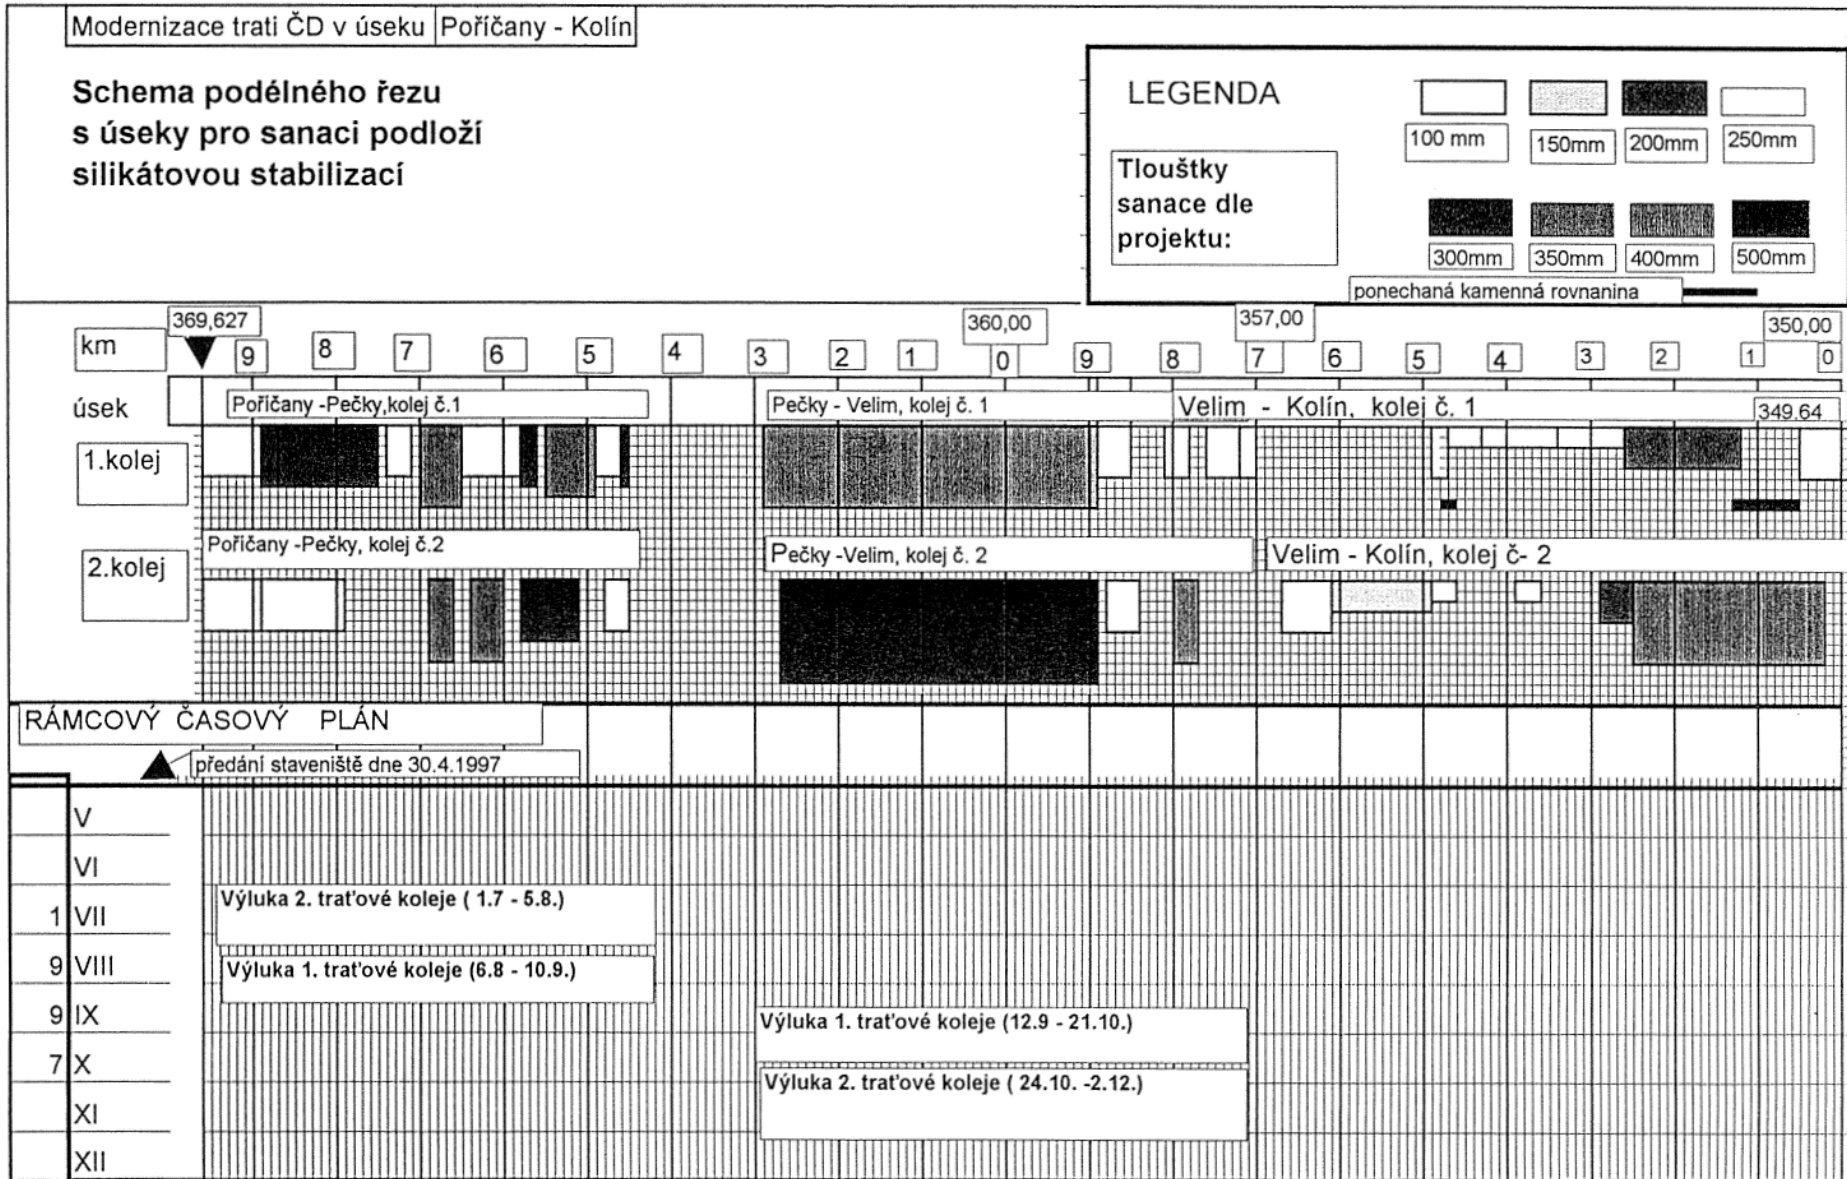 Modernizace trati ČD v úseku Poříčany - Kolín
Schema podélného řezu
s úseky pro sanaci podloží
silikátovou stabilizací
LEGENDA
100 mm 150mm 200mm 250mm
Tlouštky
sanace dle
projektu:
300mm 350mm 400mm 500mm
ponechaná kamenná rovnanina
369,627 360,00 357,00 350,00
km 9 8 7 6 5 4 3 2 1 0 9 8 7 6 5 4 3 2 1 0
úsek Poříčany -Pečky,kolej č.1 Pečky - Velim, kolej č. 1 Velim - Kolín, kolej č. 1 349.64
1.kolej
Poříčany -Pečky, kolej č.2 Pečky -Velim, kolej č. 2 Velim - Kolín, kolej č- 2
2.kolej
RÁMCOVÝ ČASOVÝ PLÁN
předání staveniště dne 30.4.1997
V
VI
Výluka 2. traťové koleje ( 1.7 - 5.8.)
1 VII
9 VIII Výluka 1. traťové koleje (6.8 - 10.9.)
9 IX Výluka 1. traťové koleje (12.9 - 21.10.)
7 X
Výluka 2. traťové koleje ( 24.10. -2.12.)
XI
XII